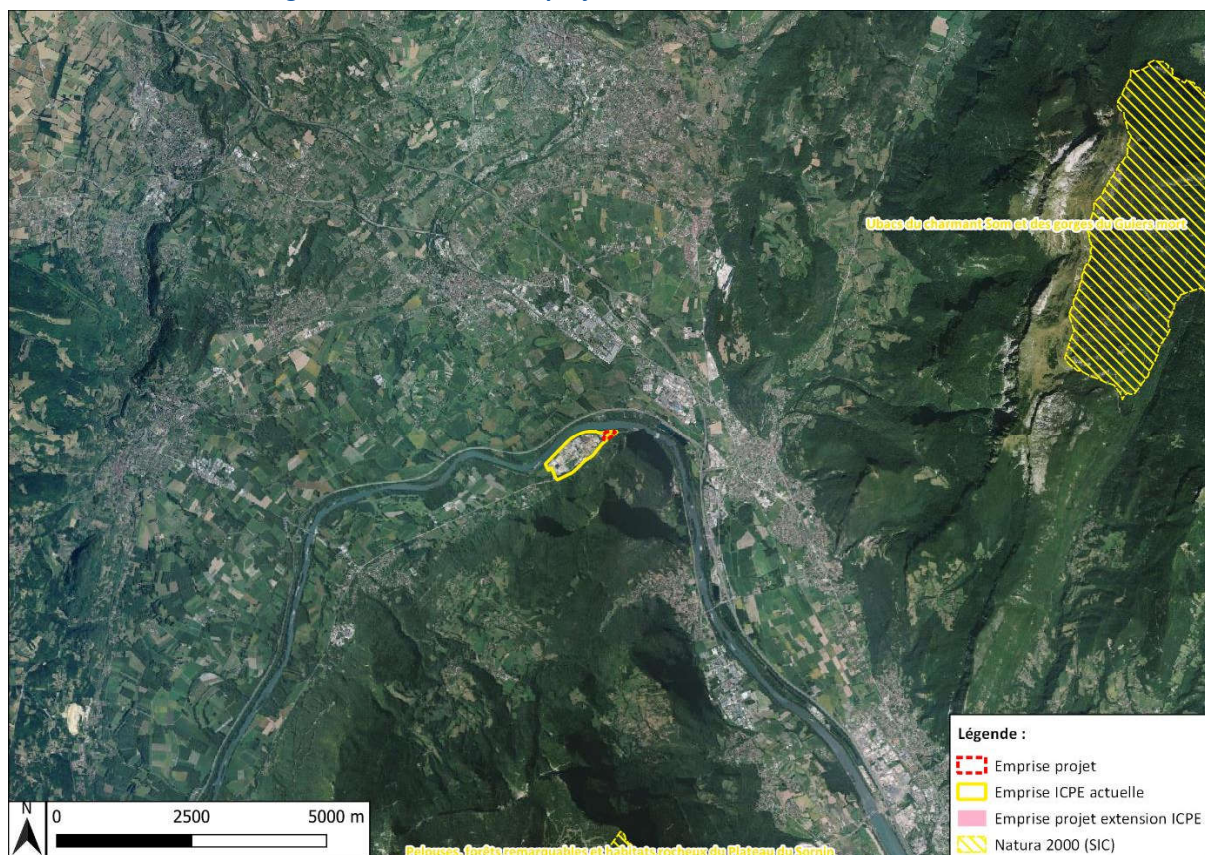 Ubacs du charmant Som et des gorges du Guiers mort
Légende :
Emprise projet
Emprise ICPE actuelle
Emprise projet extension ICPE
Natura 2000 (SIC)
N
0 2500 5000 m
Pelouses, forêts remarquables et habitats rocheux du Plateau du Sornin